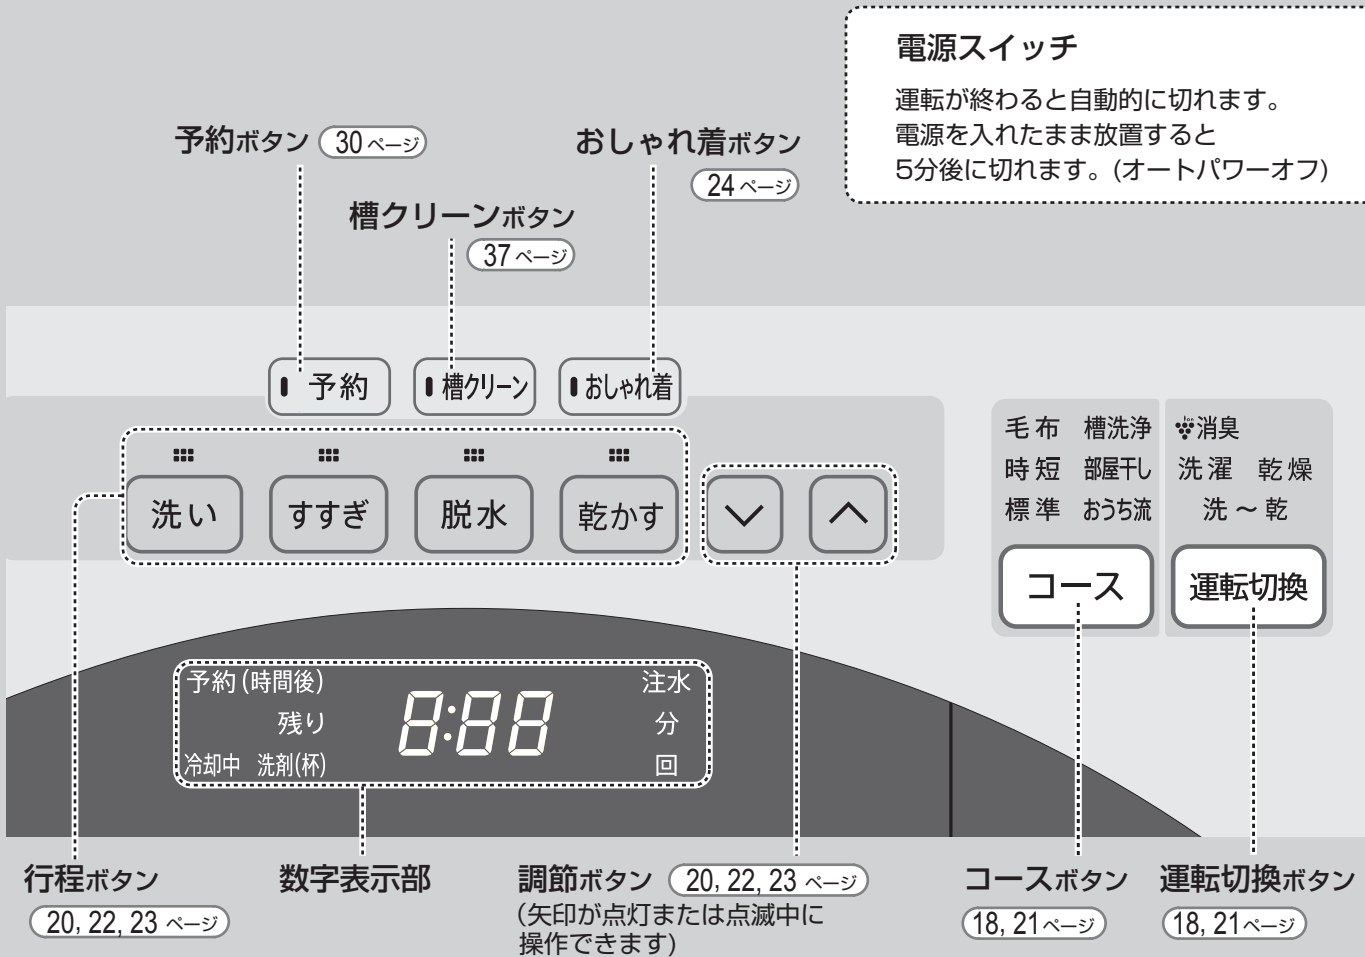 電源スイッチ
運転が終わると自動的に切れます。
電源を入れたまま放置すると
5分後に切れます。(オートパワーオフ)
予約ボタン 30ページ
おしゃれ着ボタン
24ページ
槽クリーンボタン
37ページ
予約 槽クリーン おしゃれ着
洗い すすぎ 脱水 乾かす
毛布 槽洗浄
時短 部屋干し
標準 おうち流
コース
ion
消臭
洗濯 乾燥
洗～乾
運転切換
予約(時間後) 8:88 注水
残り 分
冷却中 洗剤(杯) 回
行程ボタン
20, 22, 23 ページ
数字表示部
調節ボタン 20, 22, 23 ページ
(矢印が点灯または点滅中に
操作できます)
コースボタン
18, 21ページ
運転切換ボタン
18, 21ページ